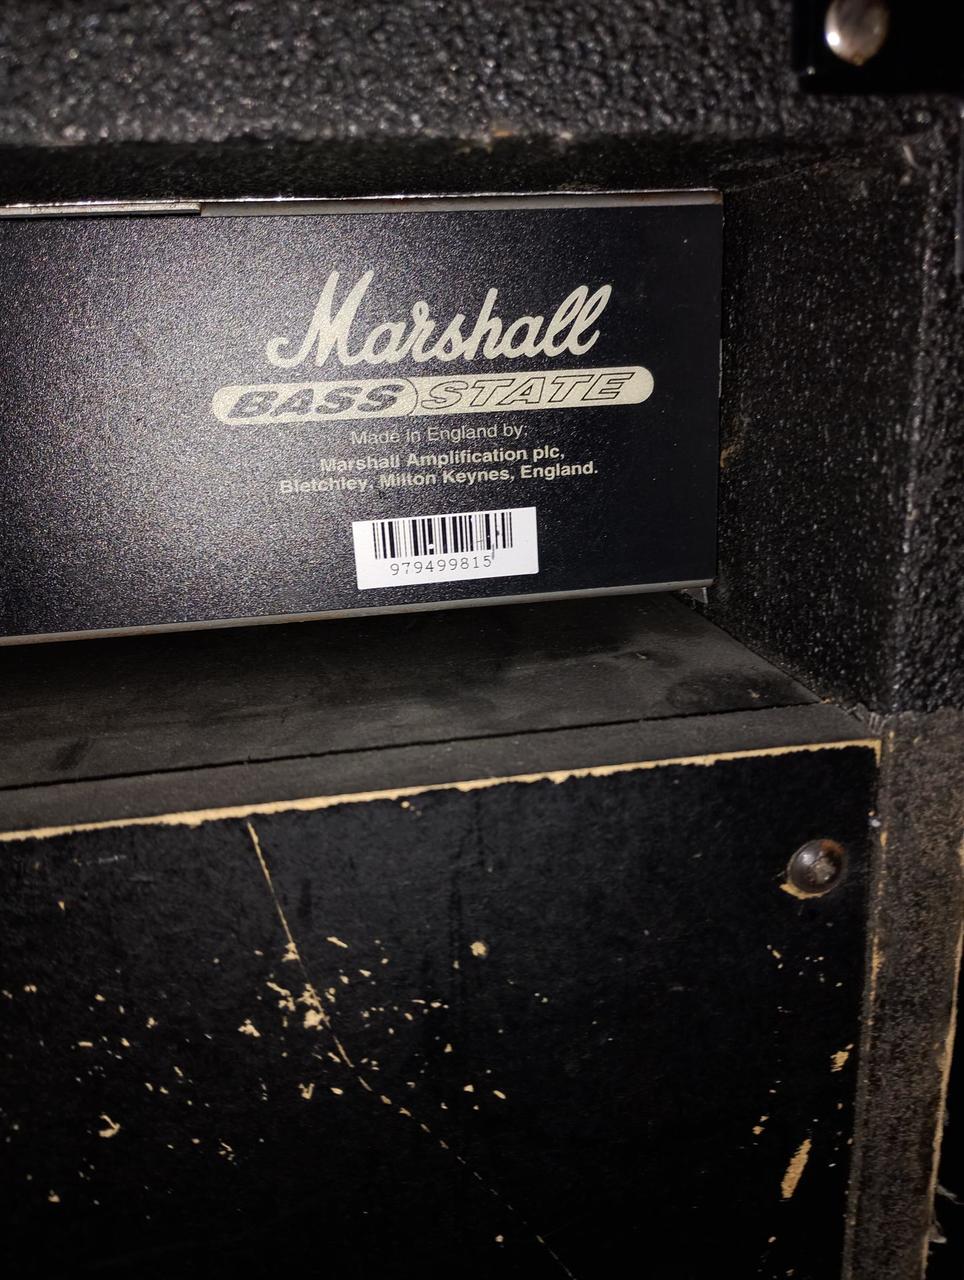 Marshall
BASS STATE
Made in England by:
Marshall Amplification plc,
Bletchley, Milton Keynes, England.
979499815